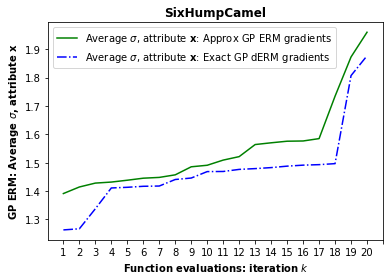 SixHumpCamel
Average σ, attribute x: Approx GP ERM gradients
Average σ, attribute x: Exact GP dERM gradients
GP ERM: Average σ, attribute x
1.9
1.8
1.7
1.6
1.5
1.4
1.3
1 2 3 4 5 6 7 8 9 10 11 12 13 14 15 16 17 18 19 20
Function evaluations: iteration k